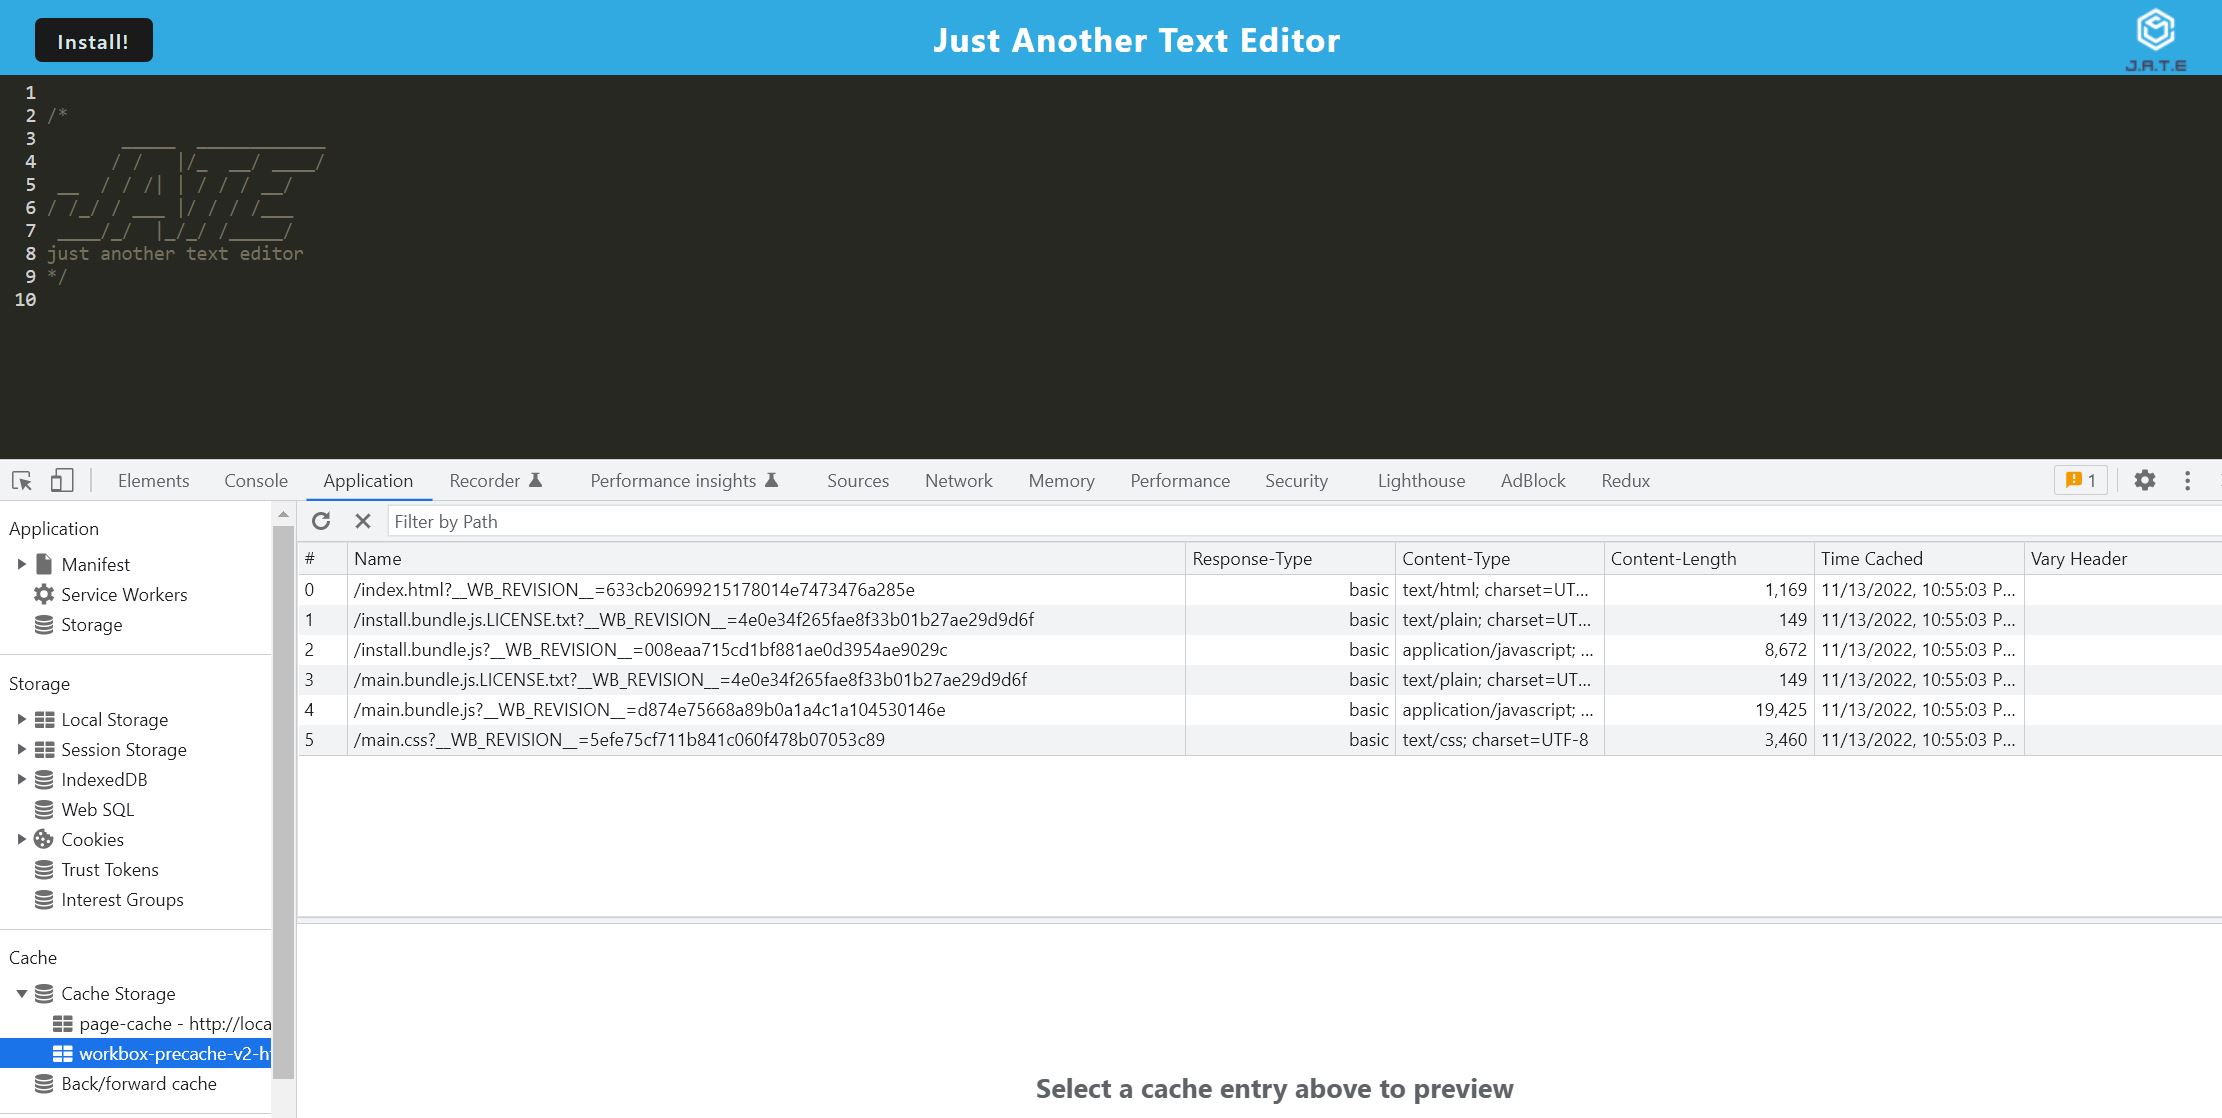 Install!
Just Another Text Editor
J.A.T.E
1
2 /*
3         _____  ____________
4        / /   |/_  __/ ____/
5   __  / / /| | / / / __/
6 / /_/ / ___ |/ / / /___
7  ____/_/  |_/_/ /_____/
8 just another text editor
9 */
10
Elements Console Application Recorder Performance insights Sources Network Memory Performance Security Lighthouse AdBlock Redux 1
Application
Manifest
Service Workers
Storage
Storage
Local Storage
Session Storage
IndexedDB
Web SQL
Cookies
Trust Tokens
Interest Groups
Cache
Cache Storage
page-cache - http://loca
workbox-precache-v2-h
Back/forward cache
Filter by Path
# Name Response-Type Content-Type Content-Length Time Cached Vary Header
0 /index.html?__WB_REVISION__=633cb20699215178014e7473476a285e basic text/html; charset=UT... 1,169 11/13/2022, 10:55:03 P...
1 /install.bundle.js.LICENSE.txt?__WB_REVISION__=4e0e34f265fae8f33b01b27ae29d9d6f basic text/plain; charset=UT... 149 11/13/2022, 10:55:03 P...
2 /install.bundle.js?__WB_REVISION__=008eaa715cd1bf881ae0d3954ae9029c basic application/javascript; ... 8,672 11/13/2022, 10:55:03 P...
3 /main.bundle.js.LICENSE.txt?__WB_REVISION__=4e0e34f265fae8f33b01b27ae29d9d6f basic text/plain; charset=UT... 149 11/13/2022, 10:55:03 P...
4 /main.bundle.js?__WB_REVISION__=d874e75668a89b0a1a4c1a104530146e basic application/javascript; ... 19,425 11/13/2022, 10:55:03 P...
5 /main.css?__WB_REVISION__=5efe75cf711b841c060f478b07053c89 basic text/css; charset=UTF-8 3,460 11/13/2022, 10:55:03 P...
Select a cache entry above to preview